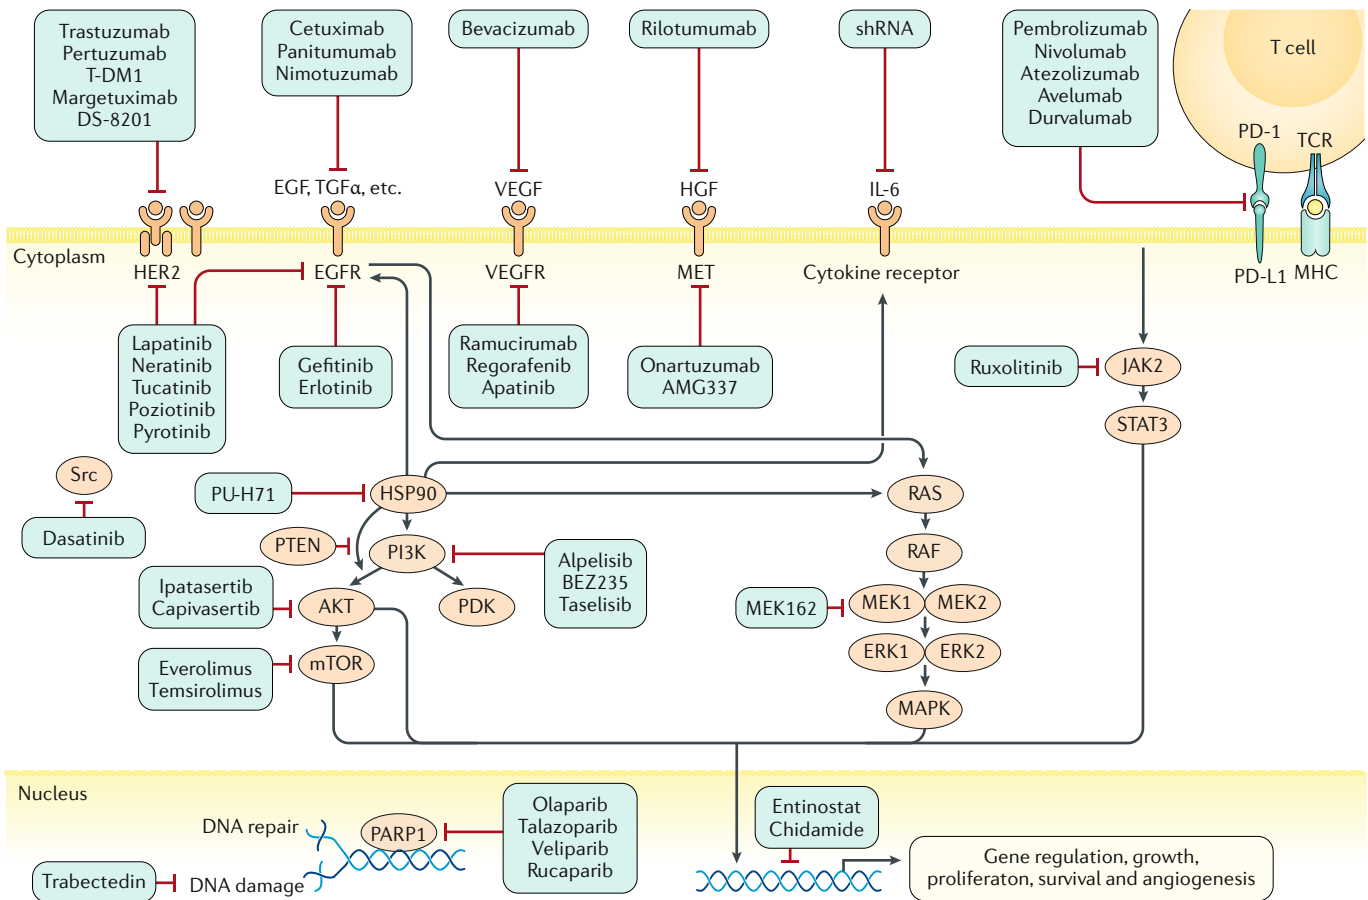 Trastuzumab
Pertuzumab
T-DM1
Margetuximab
DS-8201
Cetuximab
Panitumumab
Nimotuzumab
Bevacizumab
Rilotumumab
shRNA
Pembrolizumab
Nivolumab
Atezolizumab
Avelumab
Durvalumab
T cell
PD-1
TCR
EGF, TGFα, etc.
VEGF
HGF
IL-6
Cytoplasm
HER2
EGFR
VEGFR
MET
Cytokine receptor
PD-L1
MHC
Lapatinib
Neratinib
Tucatinib
Poziotinib
Pyrotinib
Gefitinib
Erlotinib
Ramucirumab
Regorafenib
Apatinib
Onartuzumab
AMG337
Ruxolitinib
JAK2
STAT3
Src
Dasatinib
PU-H71
HSP90
RAS
PTEN
PI3K
Alpelisib
BEZ235
Taselisib
RAF
Ipatasertib
Capivasertib
AKT
PDK
MEK162
MEK1
MEK2
Everolimus
Temsirolimus
mTOR
ERK1
ERK2
MAPK
Nucleus
DNA repair
PARP1
Olaparib
Talazoparib
Veliparib
Rucaparib
Entinostat
Chidamide
Trabectedin
DNA damage
Gene regulation, growth,
proliferaton, survival and angiogenesis